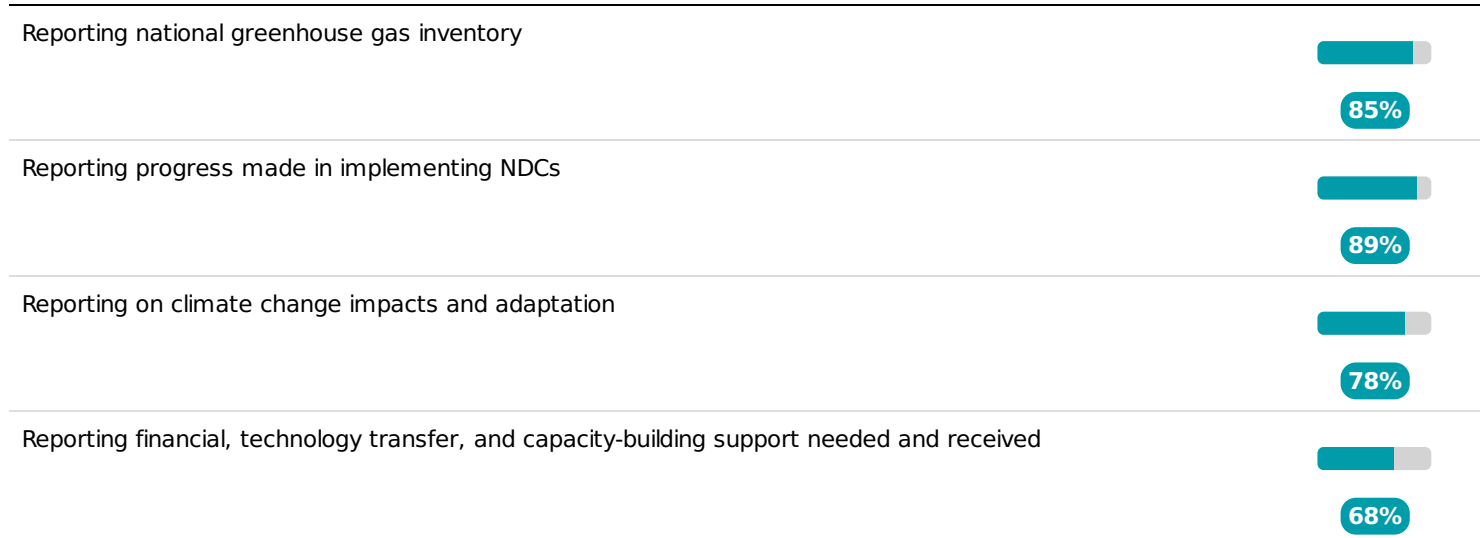 Reporting national greenhouse gas inventory
85%
Reporting progress made in implementing NDCs
89%
Reporting on climate change impacts and adaptation
78%
Reporting financial, technology transfer, and capacity-building support needed and received
68%